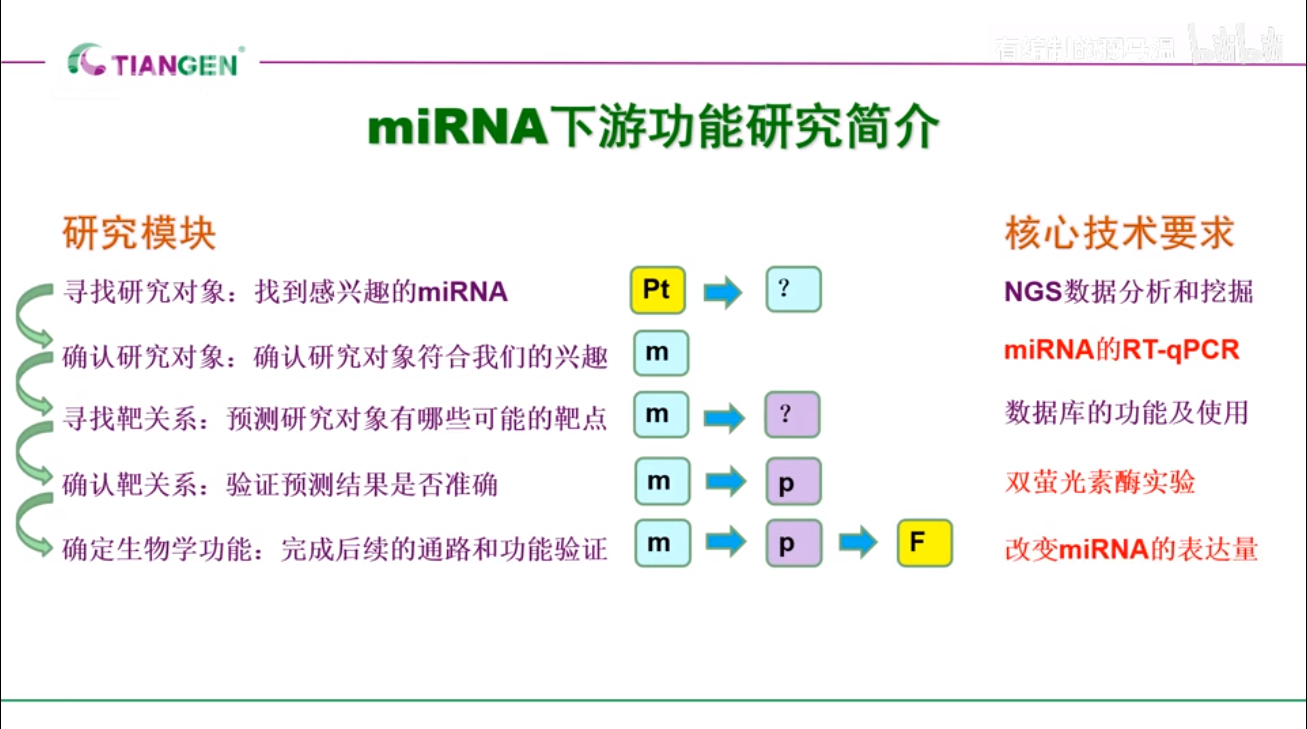 TIANGEN®
miRNA下游功能研究简介
研究模块
核心技术要求
寻找研究对象：找到感兴趣的miRNA
Pt
?
NGS数据分析和挖掘
确认研究对象：确认研究对象符合我们的兴趣
m
miRNA的RT-qPCR
寻找靶关系：预测研究对象有哪些可能的靶点
m
?
数据库的功能及使用
确认靶关系：验证预测结果是否准确
m
p
双萤光素酶实验
确定生物学功能：完成后续的通路和功能验证
m
p
F
改变miRNA的表达量